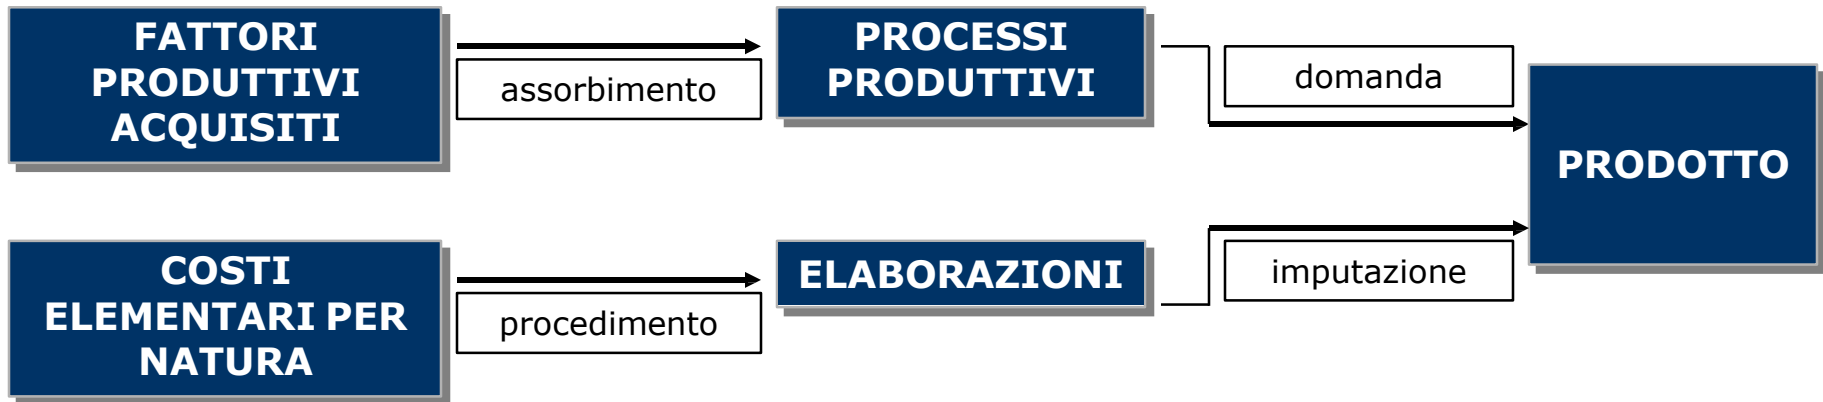 FATTORI
PRODUTTIVI
ACQUISITI
assorbimento
PROCESSI
PRODUTTIVI
domanda
PRODOTTO
COSTI
ELEMENTARI PER
NATURA
procedimento
ELABORAZIONI
imputazione